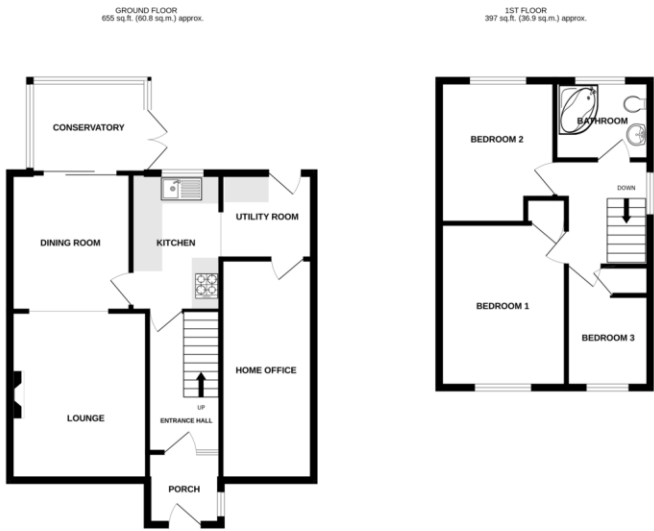 GROUND FLOOR
655 sq.ft. (60.8 sq.m.) approx.
CONSERVATORY
DINING ROOM
KITCHEN
UTILITY ROOM
HOME OFFICE
LOUNGE
UP
ENTRANCE HALL
PORCH
1ST FLOOR
397 sq.ft. (36.9 sq.m.) approx.
BEDROOM 2
BATHROOM
DOWN
BEDROOM 1
BEDROOM 3